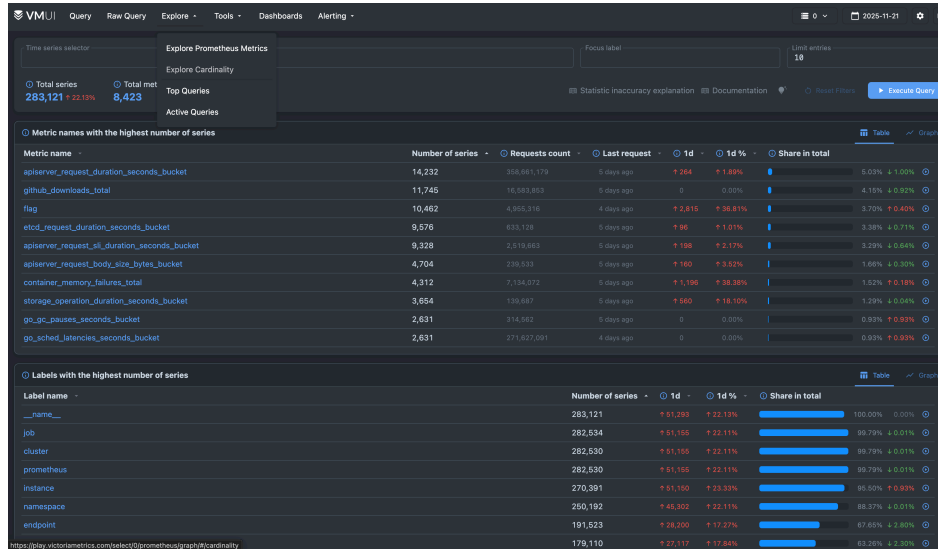 VMUI Query Raw Query Explore Tools Dashboards Alerting 0 2025-11-21
Time series selector Focus label Limit entries
10
Explore Prometheus Metrics
Explore Cardinality
Top Queries
Active Queries
Total series Total met
283,121 ↑ 22.13% 8,423
Statistic inaccuracy explanation Documentation Reset Filters Execute Query
Metric names with the highest number of series Table Graph
Metric name Number of series Requests count Last request 1d 1d % Share in total
apiserver_request_duration_seconds_bucket 14,232 358,661,179 5 days ago ↑ 264 ↑ 1.89% 5.03% ↓ 1.00%
github_downloads_total 11,745 16,583,853 5 days ago 0 0.00% 4.15% ↓ 0.92%
flag 10,462 4,955,316 4 days ago ↑ 2,815 ↑ 36.81% 3.70% ↑ 0.40%
etcd_request_duration_seconds_bucket 9,576 633,128 5 days ago ↑ 96 ↑ 1.01% 3.38% ↓ 0.71%
apiserver_request_sli_duration_seconds_bucket 9,328 2,519,663 5 days ago ↑ 198 ↑ 2.17% 3.29% ↓ 0.64%
apiserver_request_body_size_bytes_bucket 4,704 239,533 5 days ago ↑ 160 ↑ 3.52% 1.66% ↓ 0.30%
container_memory_failures_total 4,312 7,134,072 5 days ago ↑ 1,196 ↑ 38.38% 1.52% ↑ 0.18%
storage_operation_duration_seconds_bucket 3,654 139,687 5 days ago ↑ 560 ↑ 18.10% 1.29% ↓ 0.04%
go_gc_pauses_seconds_bucket 2,631 314,562 5 days ago 0 0.00% 0.93% ↑ 0.93%
go_sched_latencies_seconds_bucket 2,631 271,627,091 4 days ago 0 0.00% 0.93% ↑ 0.93%
Labels with the highest number of series Table Graph
Label name Number of series 1d 1d % Share in total
__name__ 283,121 ↑ 51,293 ↑ 22.13% 100.00% 0.00%
job 282,534 ↑ 51,155 ↑ 22.11% 99.79% ↓ 0.01%
cluster 282,530 ↑ 51,155 ↑ 22.11% 99.79% ↓ 0.01%
prometheus 282,530 ↑ 51,155 ↑ 22.11% 99.79% ↓ 0.01%
instance 270,391 ↑ 51,150 ↑ 23.33% 95.50% ↑ 0.93%
namespace 250,192 ↑ 45,302 ↑ 22.11% 88.37% ↓ 0.01%
endpoint 191,523 ↑ 28,200 ↑ 17.27% 67.65% ↓ 2.80%
179,110 ↑ 27,117 ↑ 17.84% 63.26% ↓ 2.30%
https://play.victoriametrics.com/select/0/prometheus/graph/#/cardinality